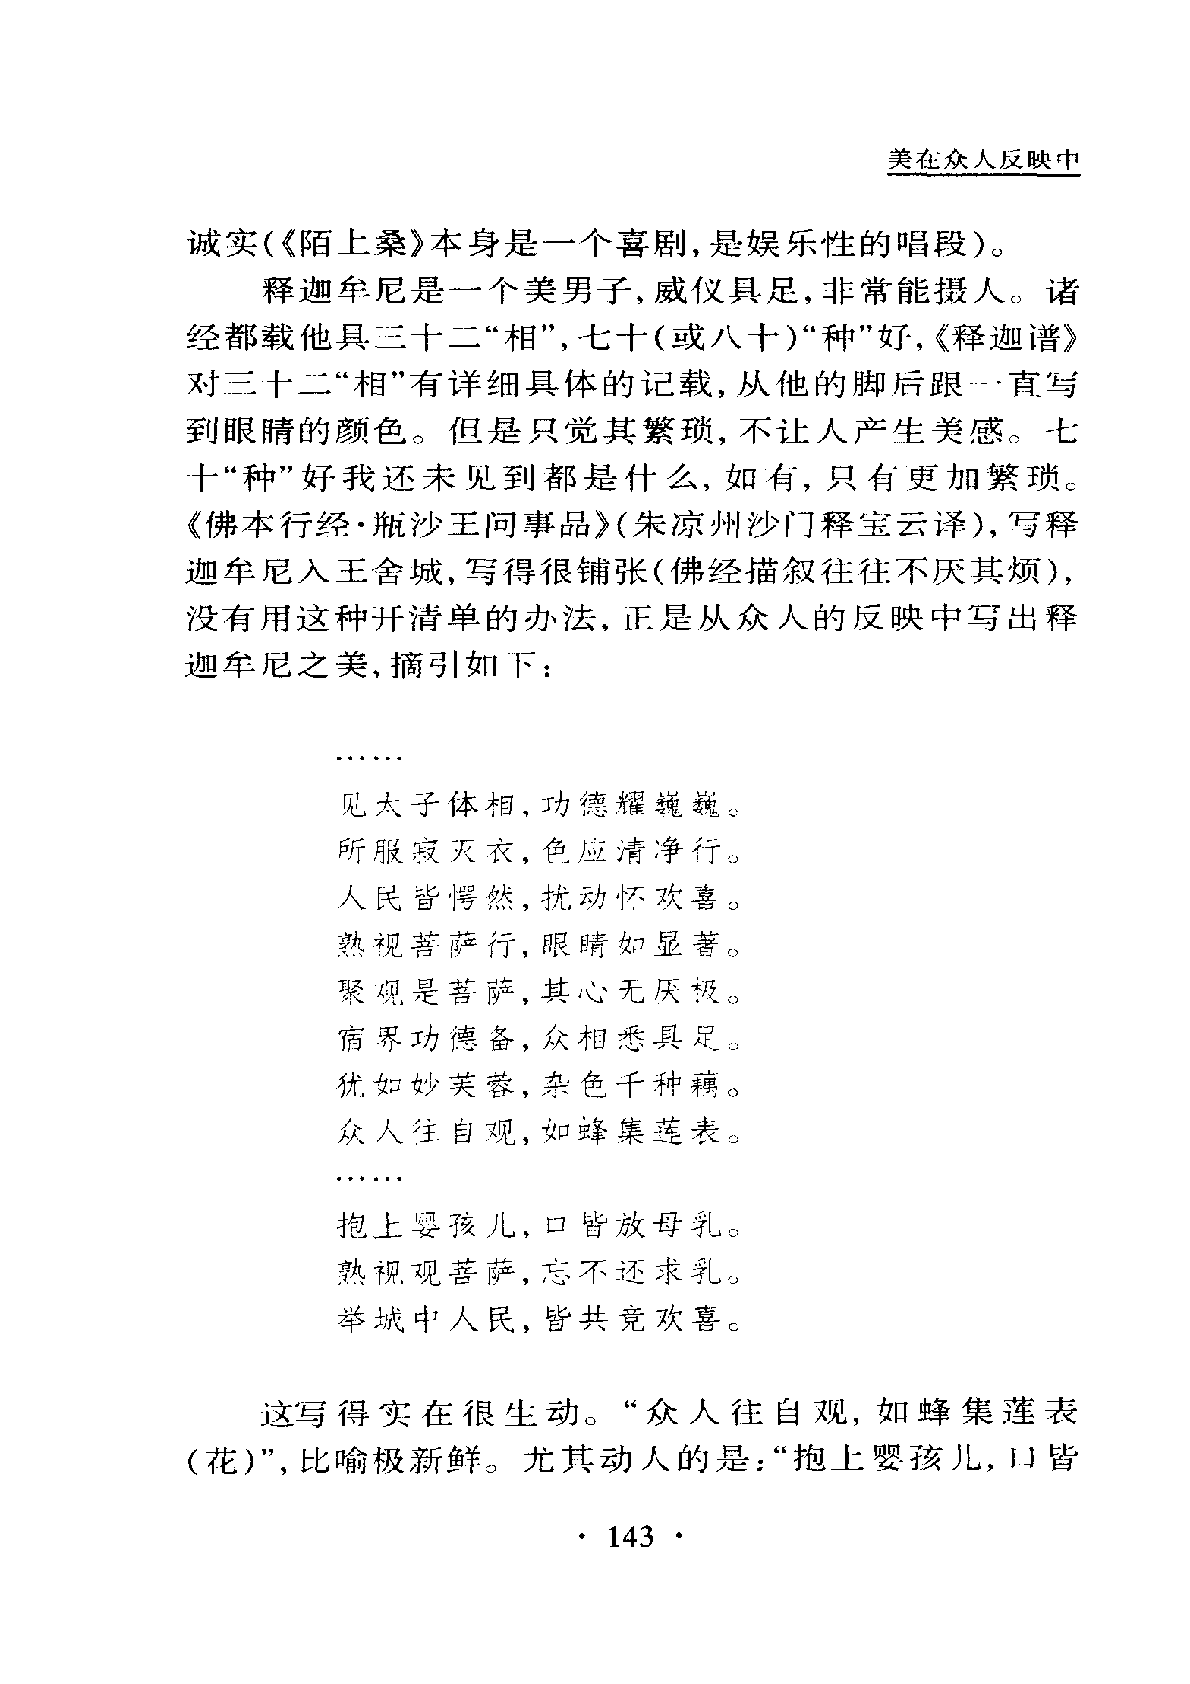 美在众人反映中
诚实(《陌上桑》本身是一个喜剧,是娱乐性的唱段)。
释迦牟尼是一个美男子,威仪具足,非常能摄人。诸
经都载他具三十二“相”,七十(或八十)“种”好,《释迦谱》
对三十二“相”有详细具体的记载,从他的脚后跟一直写
到眼睛的颜色。但是只觉其繁琐,不让人产生美感。七
十“种”好我还未见到都是什么,如有,只有更加繁琐。
《佛本行经·瓶沙王问事品》(朱凉州沙门释宝云译),写释
迦牟尼入王舍城,写得很铺张(佛经描叙往往不厌其烦),
没有用这种开清单的办法,正是从众人的反映中写出释
迦牟尼之美,摘引如下:
……
见太子体相,功德耀巍巍。
所服寂灭衣,色应清净行。
人民皆愕然,扰动怀欢喜。
熟视菩萨行,眼睛如显著。
聚观是菩萨,其心无厌极。
宿界功德备,众相悉具足。
犹如妙芙蓉,杂色千种藕。
众人往自观,如蜂集莲表。
……
抱上婴孩儿,口皆放母乳。
熟视观菩萨,忘不还求乳。
举城中人民,皆共竞欢喜。
这写得实在很生动。“众人往自观,如蜂集莲表
(花)”,比喻极新鲜。尤其动人的是:“抱上婴孩儿,口皆
· 143 ·